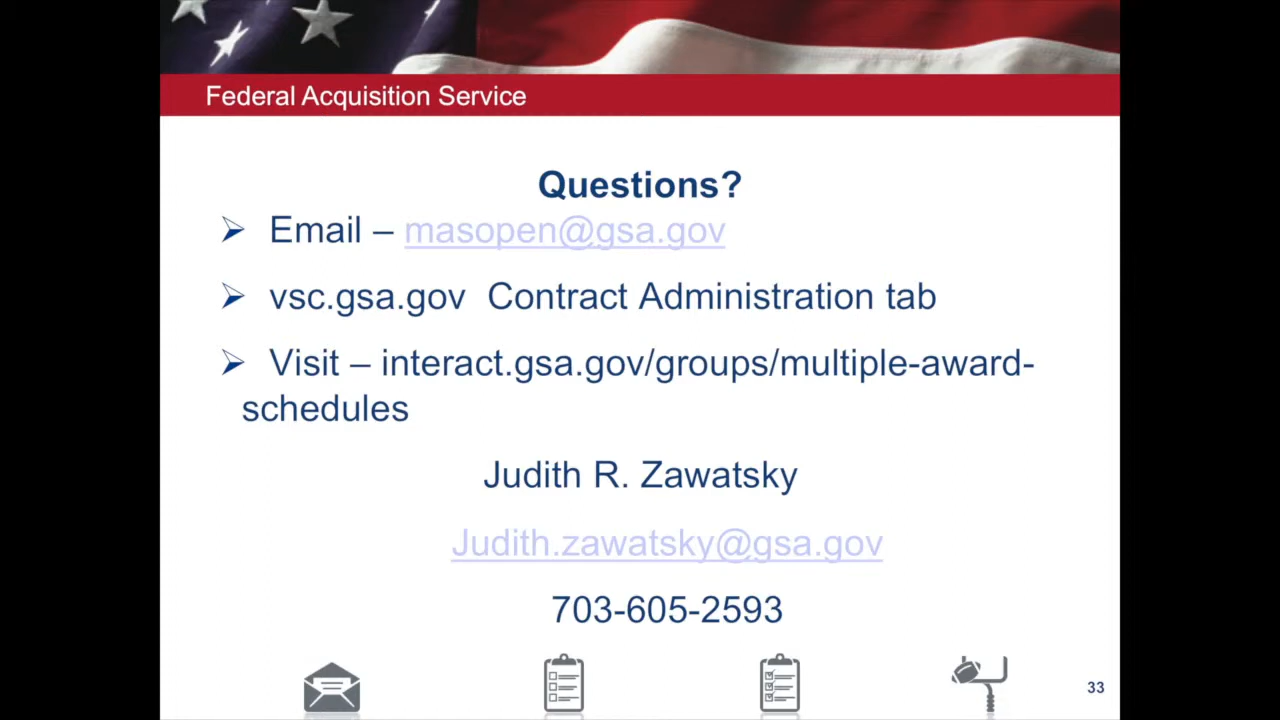 Federal Acquisition Service
Questions?
➢ Email – masopen@gsa.gov
➢ vsc.gsa.gov  Contract Administration tab
➢ Visit – interact.gsa.gov/groups/multiple-award-
schedules
Judith R. Zawatsky
Judith.zawatsky@gsa.gov
703-605-2593
33